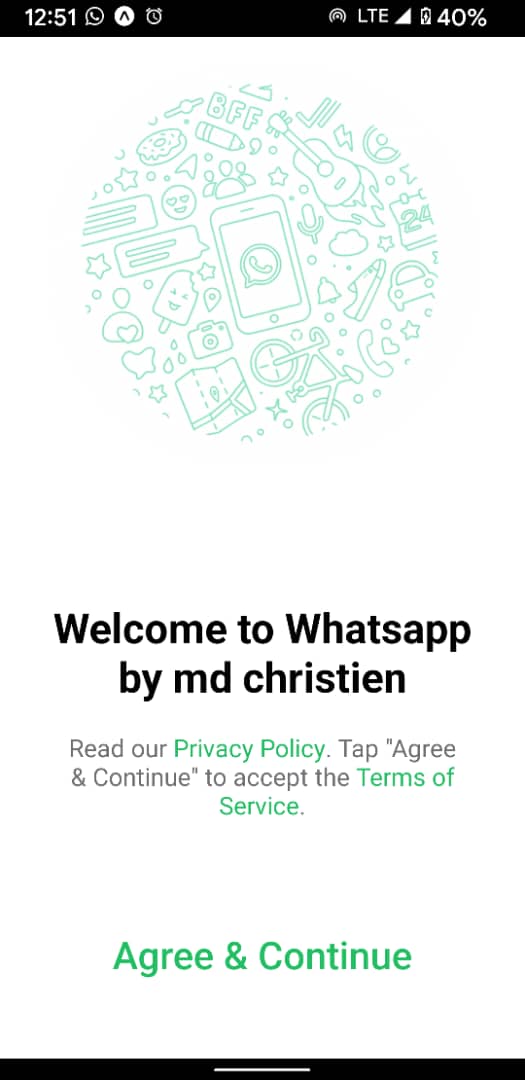 12:51 LTE 40%
BFF
24
Welcome to Whatsapp
by md christien
Read our Privacy Policy. Tap "Agree
& Continue" to accept the Terms of
Service.
Agree & Continue